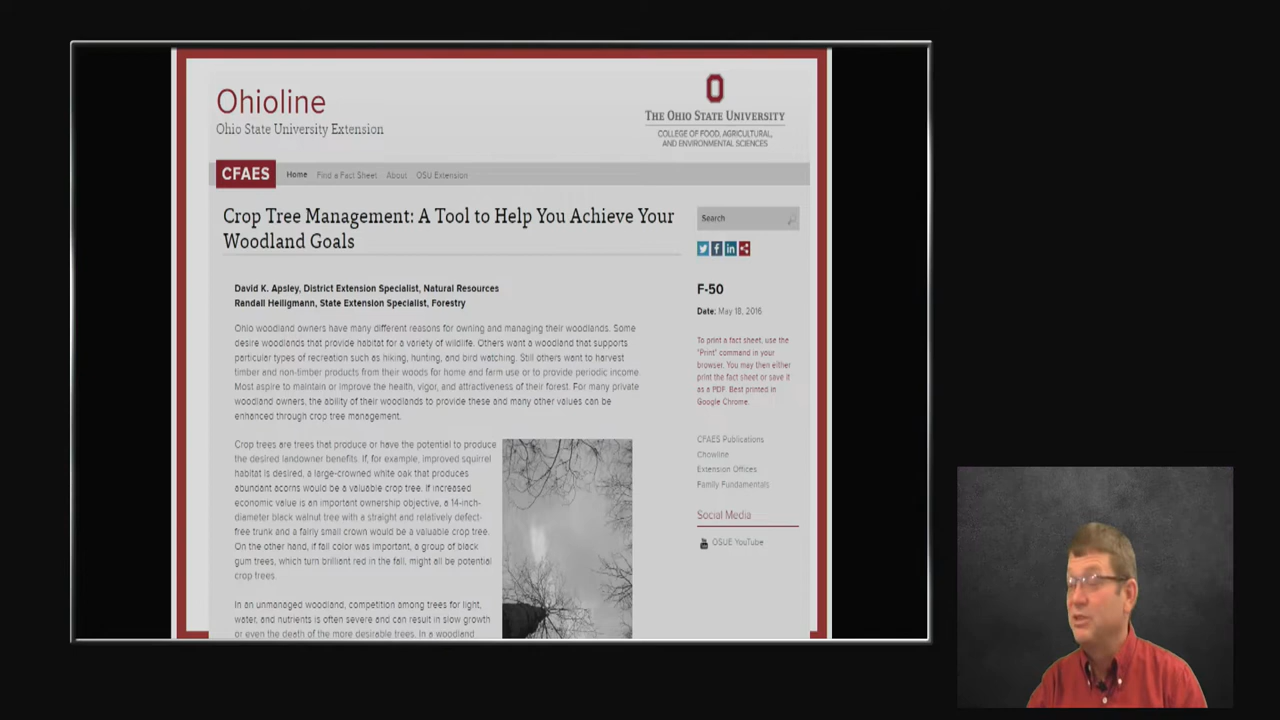 Ohioline
Ohio State University Extension
THE OHIO STATE UNIVERSITY
COLLEGE OF FOOD, AGRICULTURAL,
AND ENVIRONMENTAL SCIENCES
CFAES Home Find a Fact Sheet About OSU Extension
Crop Tree Management: A Tool to Help You Achieve Your
Woodland Goals
David K. Apsley, District Extension Specialist, Natural Resources
Randall Heiligmann, State Extension Specialist, Forestry
Ohio woodland owners have many different reasons for owning and managing their woodlands. Some
desire woodlands that provide habitat for a variety of wildlife. Others want a woodland that supports
particular types of recreation such as hiking, hunting, and bird watching. Still others want to harvest
timber and non-timber products from their woods for home and farm use or to provide periodic income.
Most aspire to maintain or improve the health, vigor, and attractiveness of their forest. For many private
woodland owners, the ability of their woodlands to provide these and many other values can be
enhanced through crop tree management.
Crop trees are trees that produce or have the potential to produce
the desired landowner benefits. If, for example, improved squirrel
habitat is desired, a large-crowned white oak that produces
abundant acorns would be a valuable crop tree. If increased
economic value is an important ownership objective, a 14-inch-
diameter black walnut tree with a straight and relatively defect-
free trunk and a fairly small crown would be a valuable crop tree.
On the other hand, if fall color was important, a group of black
gum trees, which turn brilliant red in the fall, might all be potential
crop trees.
In an unmanaged woodland, competition among trees for light,
water, and nutrients is often severe and can result in slow growth
or even the death of the more desirable trees. In a woodland
Search
F-50
Date: May 18, 2016
To print a fact sheet, use the
"Print" command in your
browser. You may then either
print the fact sheet or save it
as a PDF. Best printed in
Google Chrome.
CFAES Publications
Chowline
Extension Offices
Family Fundamentals
Social Media
OSUE YouTube